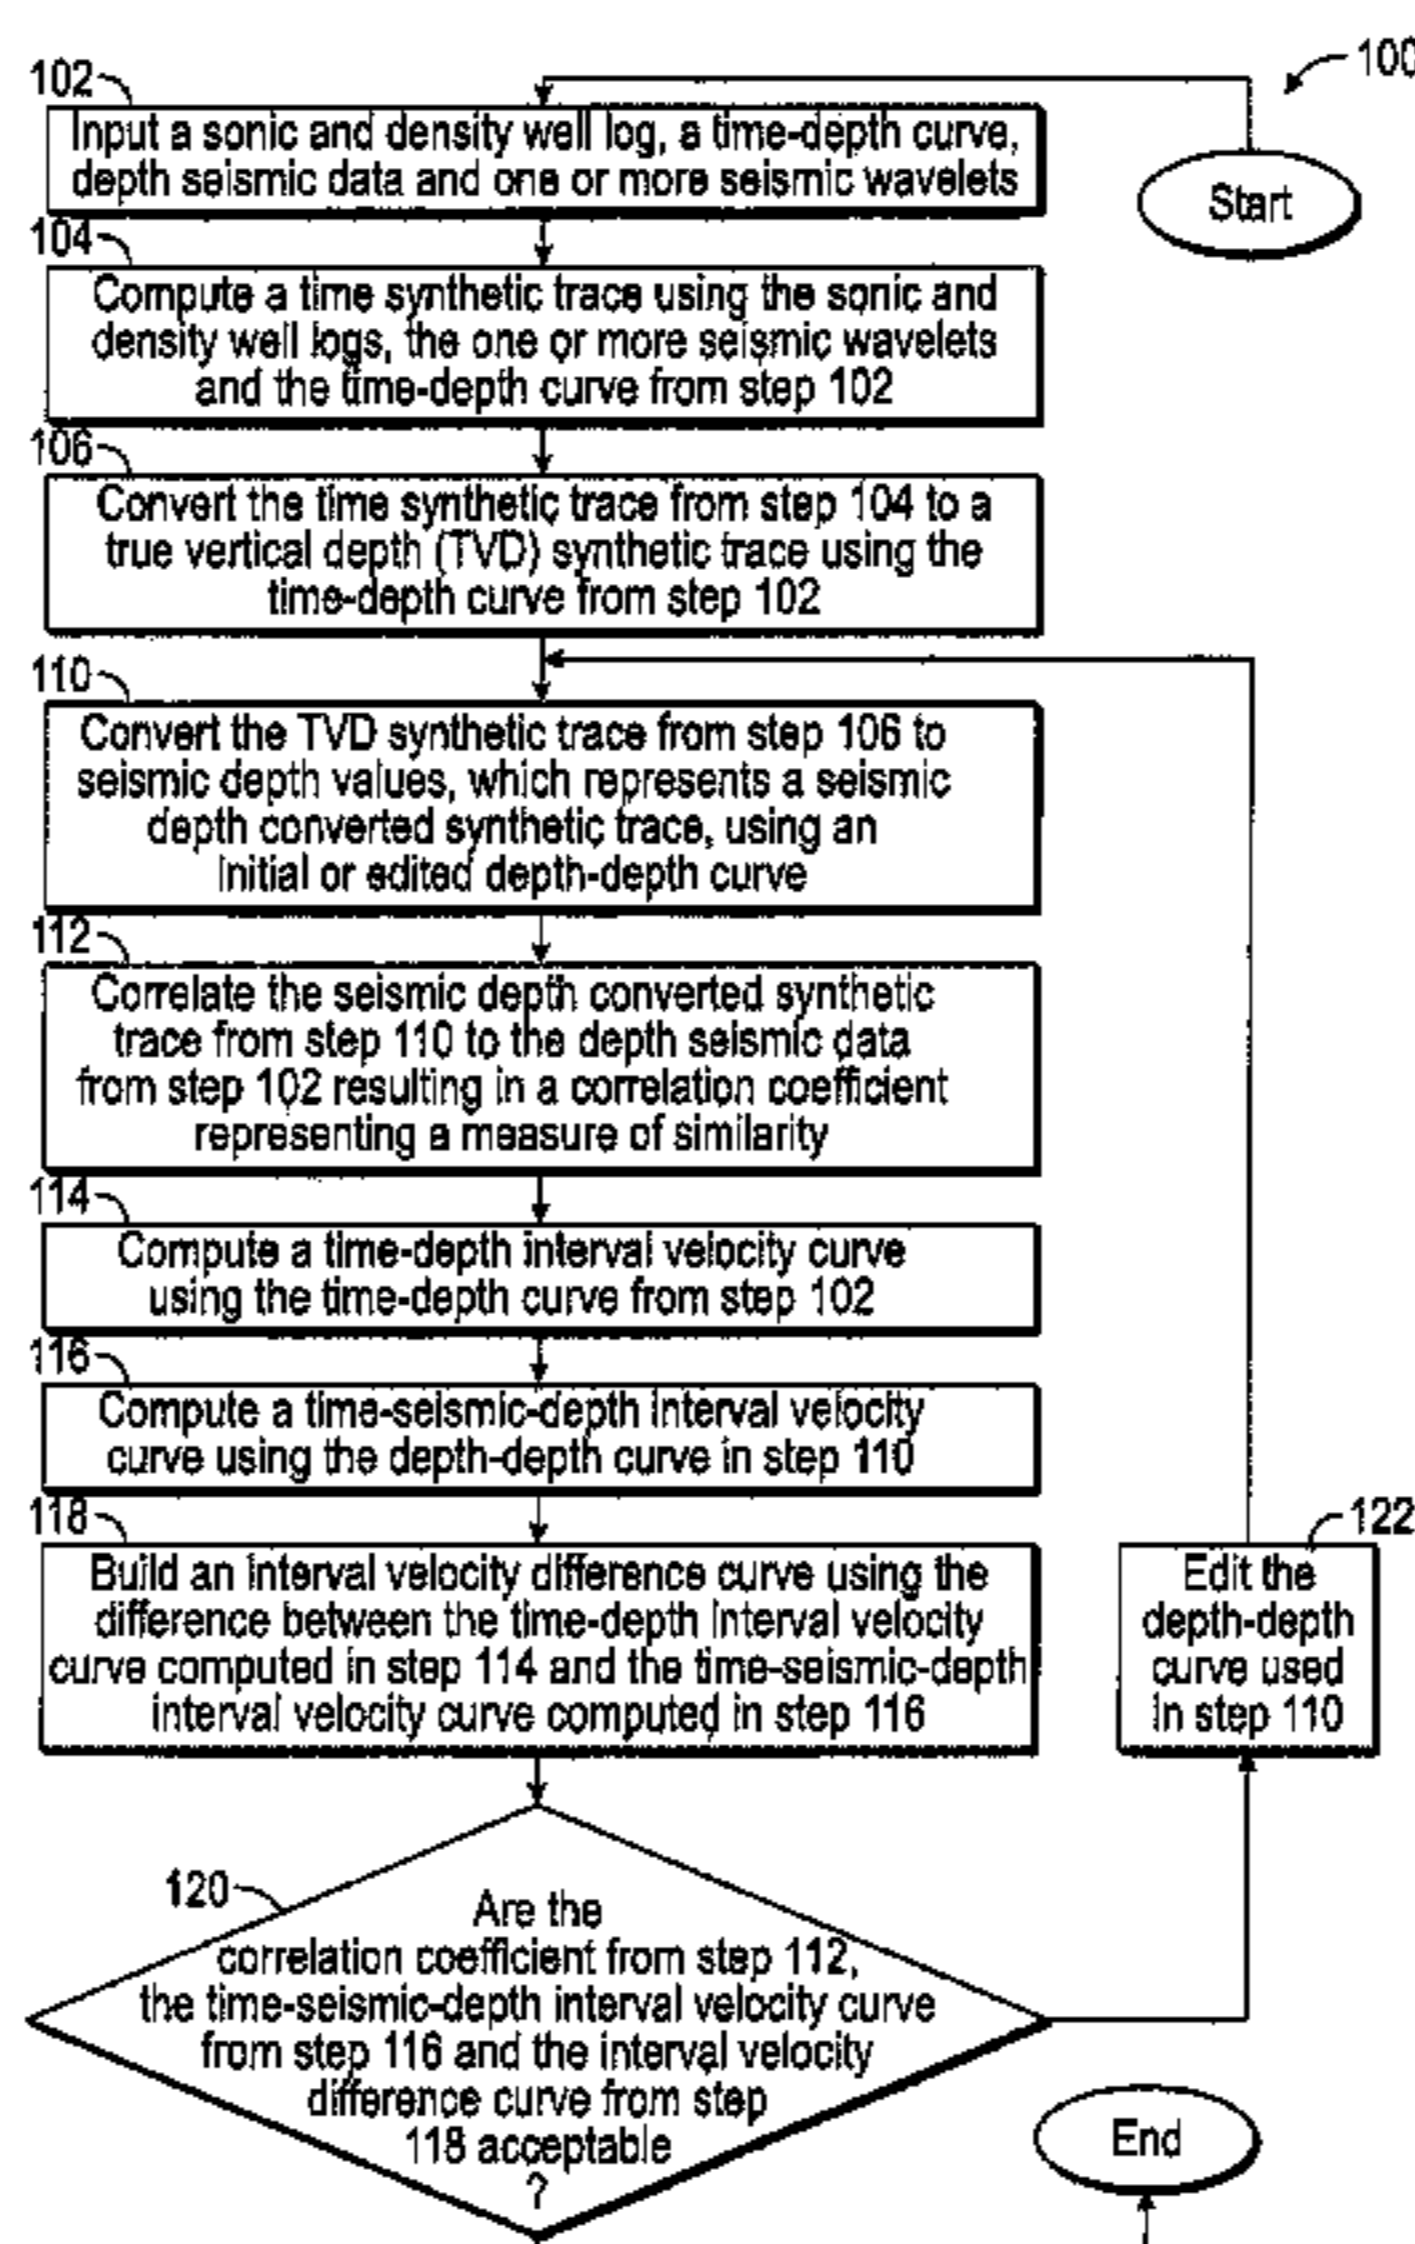 100
Start
102
Input a sonic and density well log, a time-depth curve,
depth seismic data and one or more seismic wavelets
104
Compute a time synthetic trace using the sonic and
density well logs, the one or more seismic wavelets
and the time-depth curve from step 102
106
Convert the time synthetic trace from step 104 to a
true vertical depth (TVD) synthetic trace using the
time-depth curve from step 102
110
Convert the TVD synthetic trace from step 106 to
seismic depth values, which represents a seismic
depth converted synthetic trace, using an
initial or edited depth-depth curve
112
Correlate the seismic depth converted synthetic
trace from step 110 to the depth seismic data
from step 102 resulting in a correlation coefficient
representing a measure of similarity
114
Compute a time-depth interval velocity curve
using the time-depth curve from step 102
116
Compute a time-seismic-depth interval velocity
curve using the depth-depth curve in step 110
118
Build an interval velocity difference curve using the
difference between the time-depth interval velocity
curve computed in step 114 and the time-seismic-depth
interval velocity curve computed in step 116
122
Edit the
depth-depth
curve used
in step 110
120
Are the
correlation coefficient from step 112,
the time-seismic-depth interval velocity curve
from step 116 and the interval velocity
difference curve from step
118 acceptable
?
End